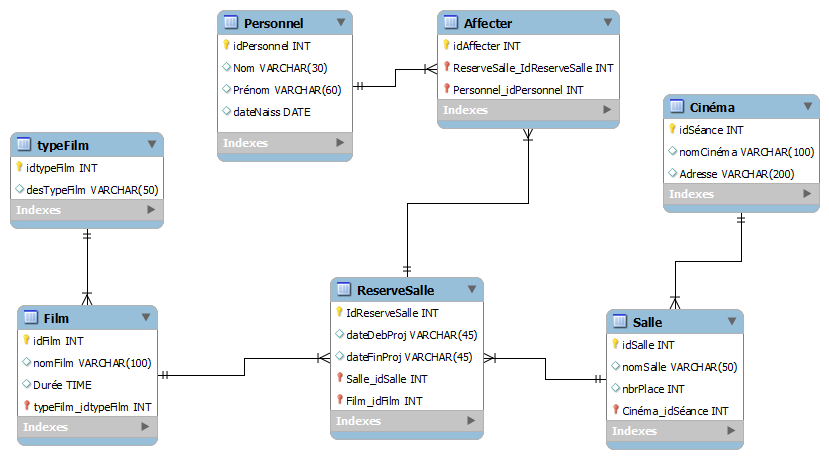 Personnel
idPersonnel INT
Nom VARCHAR(30)
Prénom VARCHAR(60)
dateNaiss DATE
Indexes
Affecter
idAffecter INT
ReserveSalle_IdReserveSalle INT
Personnel_idPersonnel INT
Indexes
Cinéma
idSéance INT
nomCinéma VARCHAR(100)
Adresse VARCHAR(200)
Indexes
typeFilm
idtypeFilm INT
desTypeFilm VARCHAR(50)
Indexes
Film
idFilm INT
nomFilm VARCHAR(100)
Durée TIME
typeFilm_idtypeFilm INT
Indexes
ReserveSalle
IdReserveSalle INT
dateDebProj VARCHAR(45)
dateFinProj VARCHAR(45)
Salle_idSalle INT
Film_idFilm INT
Indexes
Salle
idSalle INT
nomSalle VARCHAR(50)
nbrPlace INT
Cinéma_idSéance INT
Indexes